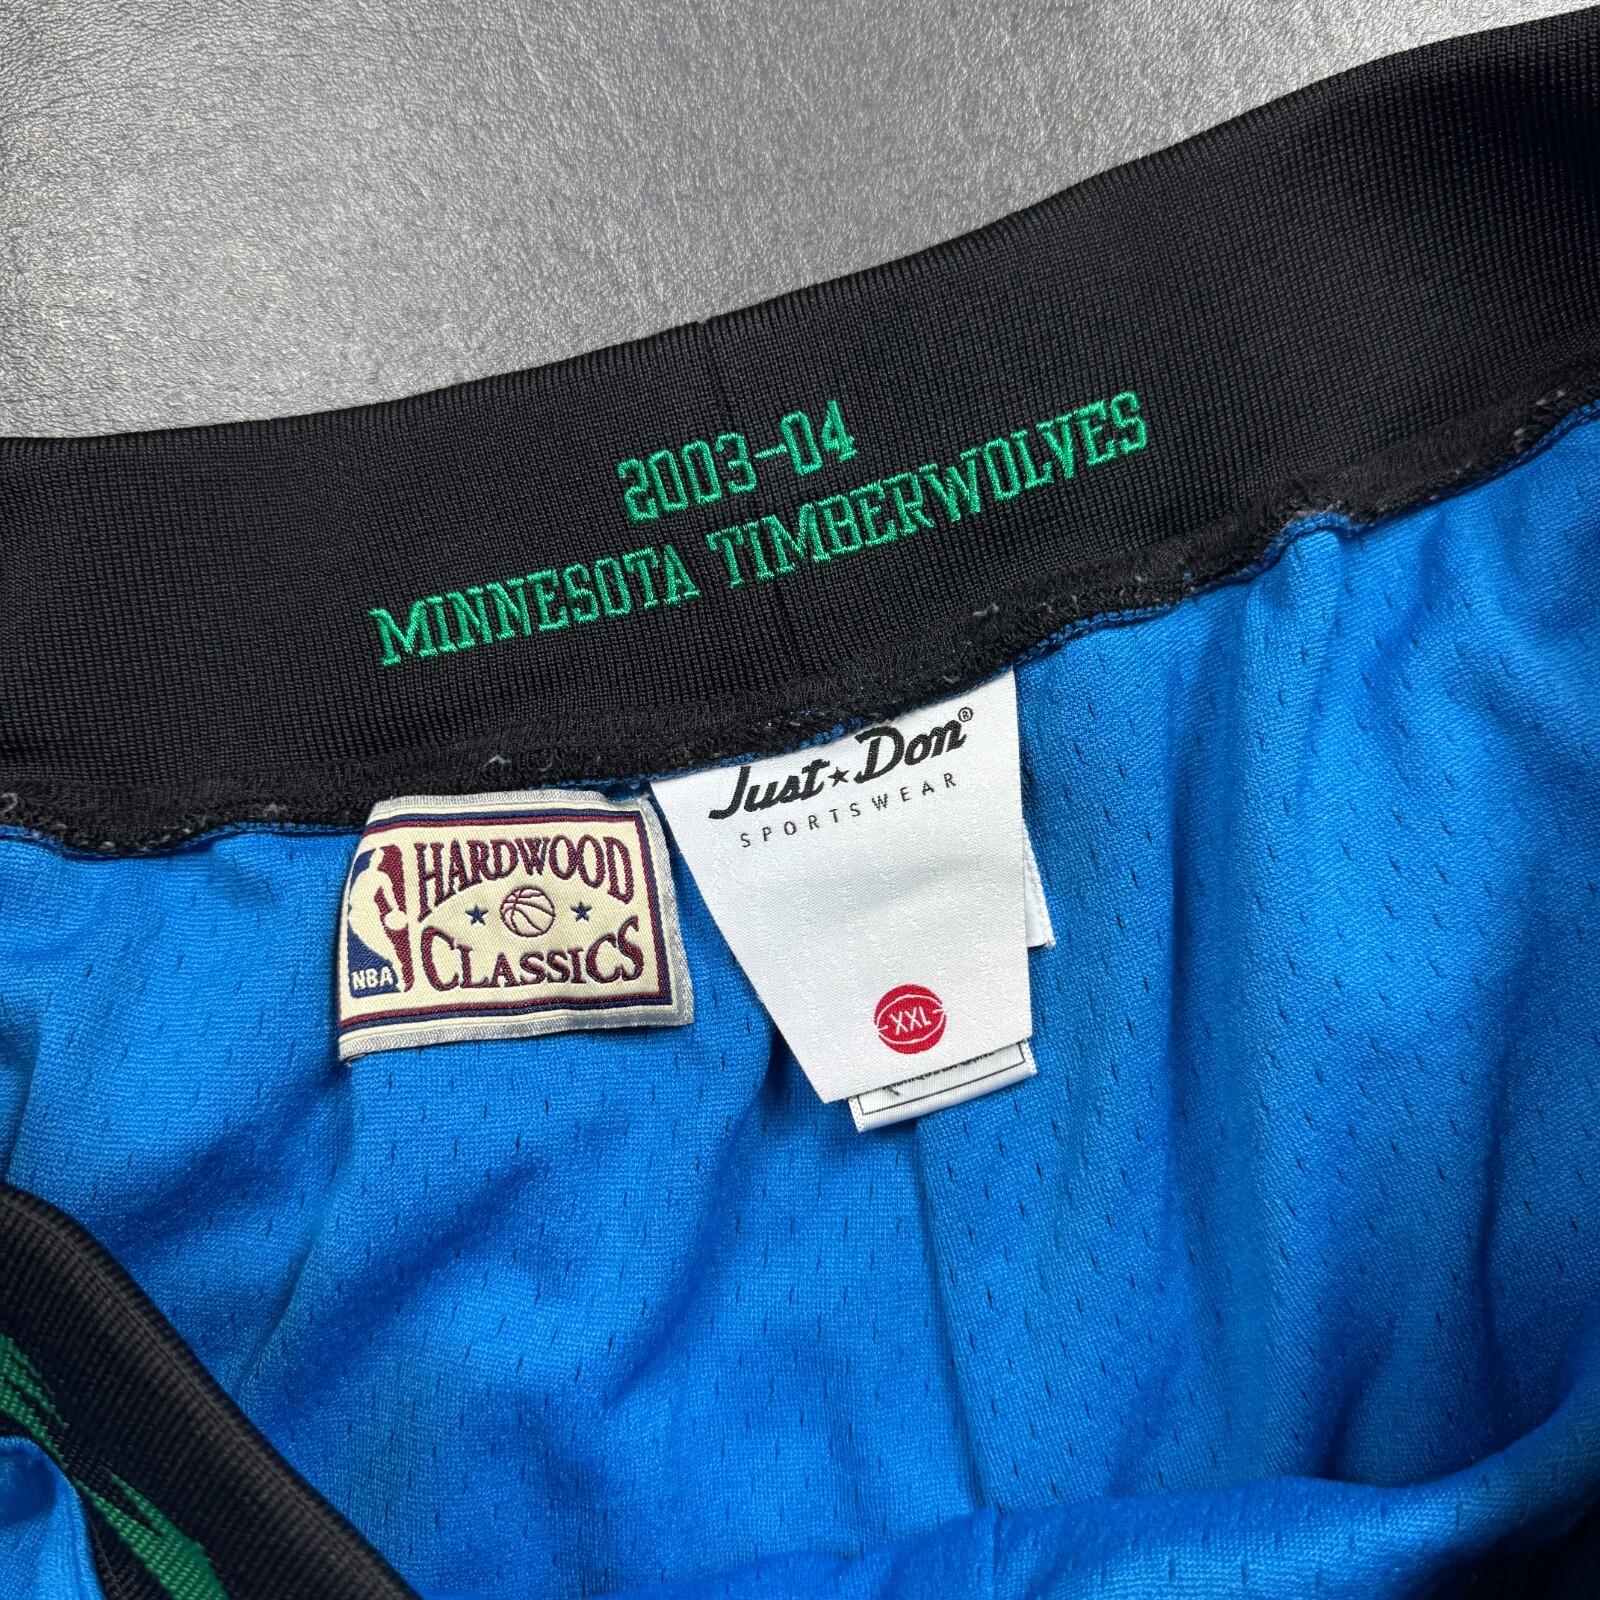 2003-04
MINNESOTA TIMBERWOLVES
Just★Don®
SPORTSWEAR
HARDWOOD
CLASSICS
NBA
XXL